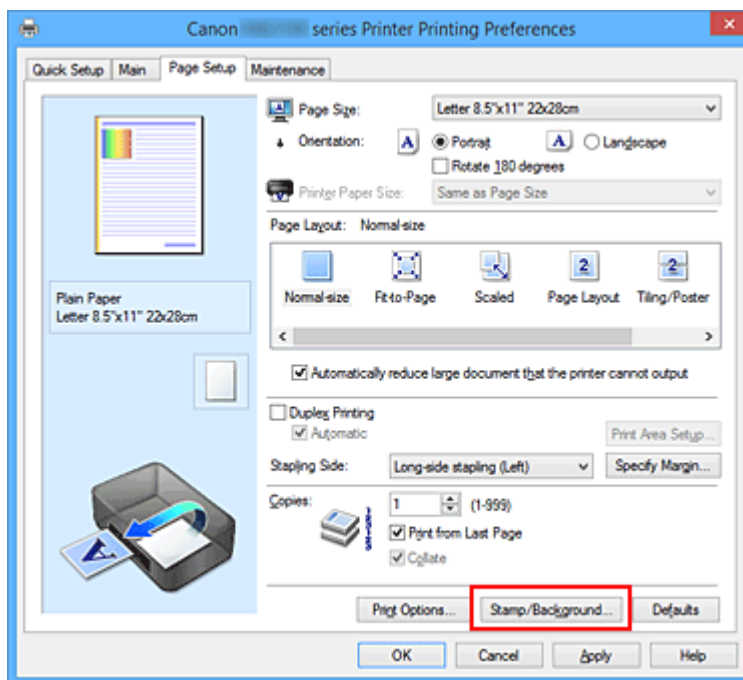 Canon series Printer Printing Preferences
Quick Setup Main Page Setup Maintenance
Page Size: Letter 8.5"x11" 22x28cm
Orientation: A Portrait A Landscape
Rotate 180 degrees
Printer Paper Size: Same as Page Size
Page Layout: Normal-size
2 2
Normal-size Fit-to-Page Scaled Page Layout Tiling/Poster
Plain Paper
Letter 8.5"x11" 22x28cm
Automatically reduce large document that the printer cannot output
Duplex Printing
Automatic
Print Area Setup...
Stapling Side: Long-side stapling (Left) Specify Margin...
Copies: 1 (1-999)
Print from Last Page
Collate
A
Print Options... Stamp/Background... Defaults
OK Cancel Apply Help